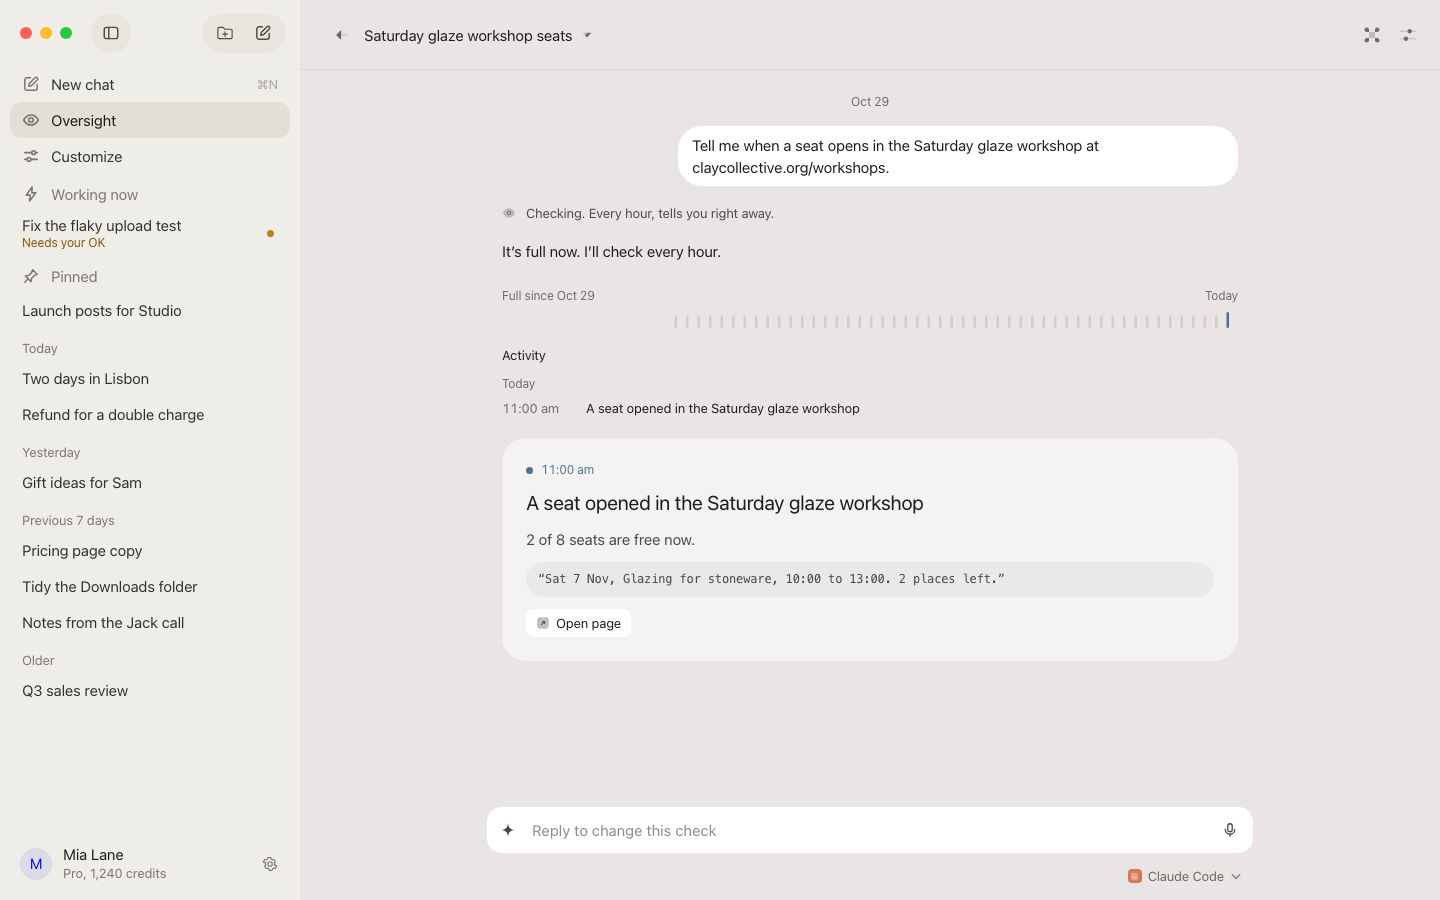 New chat
⌘N
Oversight
Customize
Working now
Fix the flaky upload test
Needs your OK
Pinned
Launch posts for Studio
Today
Two days in Lisbon
Refund for a double charge
Yesterday
Gift ideas for Sam
Previous 7 days
Pricing page copy
Tidy the Downloads folder
Notes from the Jack call
Older
Q3 sales review
M
Mia Lane
Pro, 1,240 credits
Saturday glaze workshop seats
Oct 29
Tell me when a seat opens in the Saturday glaze workshop at
claycollective.org/workshops.
Checking. Every hour, tells you right away.
It’s full now. I’ll check every hour.
Full since Oct 29
Today
Activity
Today
11:00 am A seat opened in the Saturday glaze workshop
11:00 am
A seat opened in the Saturday glaze workshop
2 of 8 seats are free now.
“Sat 7 Nov, Glazing for stoneware, 10:00 to 13:00. 2 places left.”
Open page
Reply to change this check
Claude Code